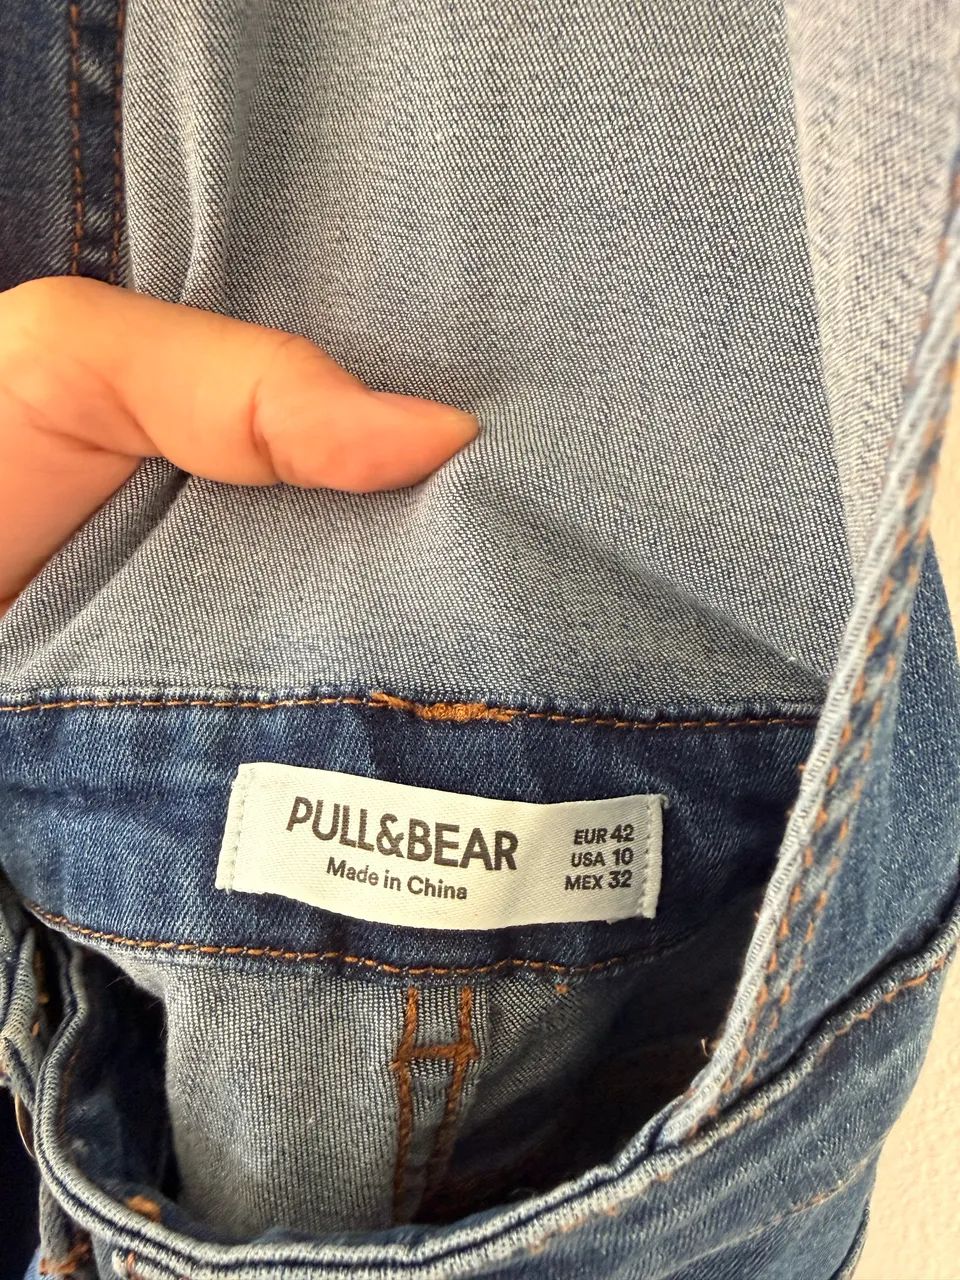 PULL&BEAR
Made in China
EUR 42
USA 10
MEX 32